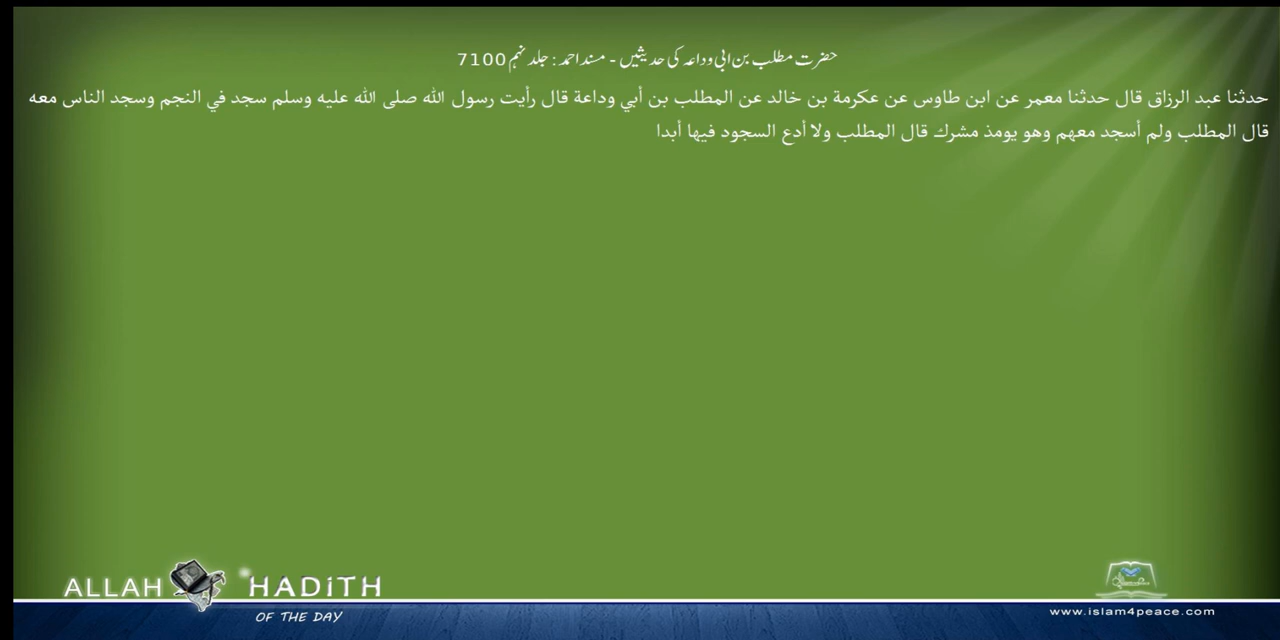 حضرت مطلب بن ابی وداعہ کی حدیثیں - مسند احمد : جلد نہم 7100
حدثنا عبد الرزاق قال حدثنا معمر عن ابن طاوس عن عكرمة بن خالد عن المطلب بن أبي وداعة قال رأيت رسول الله صلى الله عليه وسلم سجد في النجم وسجد الناس معه
قال المطلب ولم أسجد معهم وهو يومذ مشرك قال المطلب ولا أدع السجود فيها أبدا
ALLAH HADITH
OF THE DAY
www.islam4peace.com